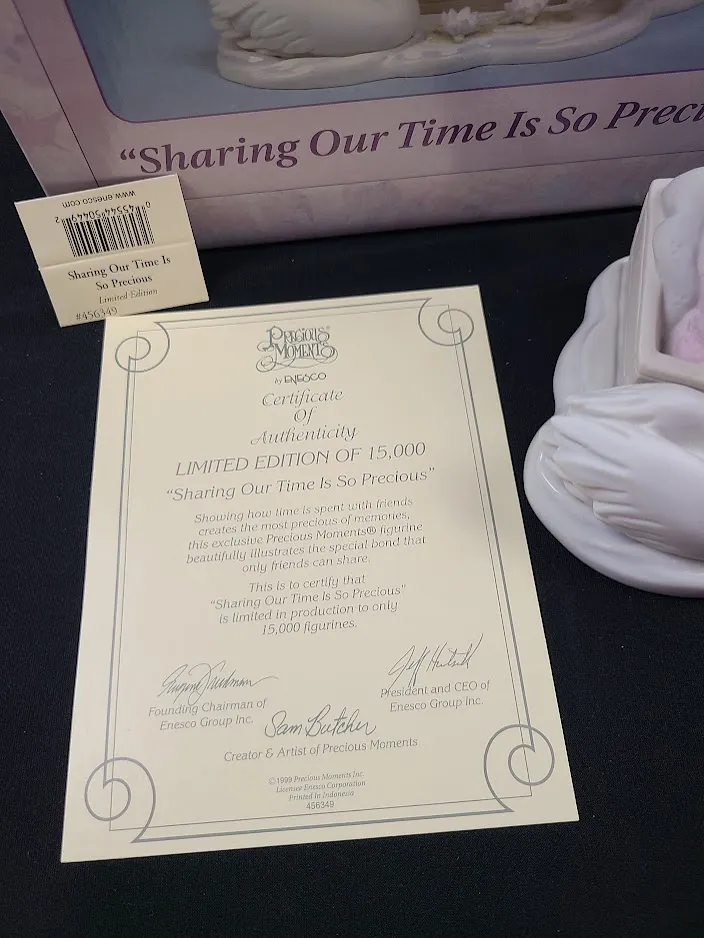 "Sharing Our Time Is So Preci
www.enesco.com
0 45544 50449 2
Sharing Our Time Is
So Precious
Limited Edition
#456349
PRECIOUS
MOMENTS®
by ENESCO
Certificate
Of
Authenticity
LIMITED EDITION OF 15,000
"Sharing Our Time Is So Precious"
Showing how time is spent with friends
creates the most precious of memories,
this exclusive Precious Moments® figurine
beautifully illustrates the special bond that
only friends can share.
This is to certify that
"Sharing Our Time Is So Precious"
is limited in production to only
15,000 figurines.
Founding Chairman of
Enesco Group Inc.
President and CEO of
Enesco Group Inc.
Sam Butcher
Creator & Artist of Precious Moments
©1999 Precious Moments Inc.
Licensee Enesco Corporation
Printed in Indonesia
456349